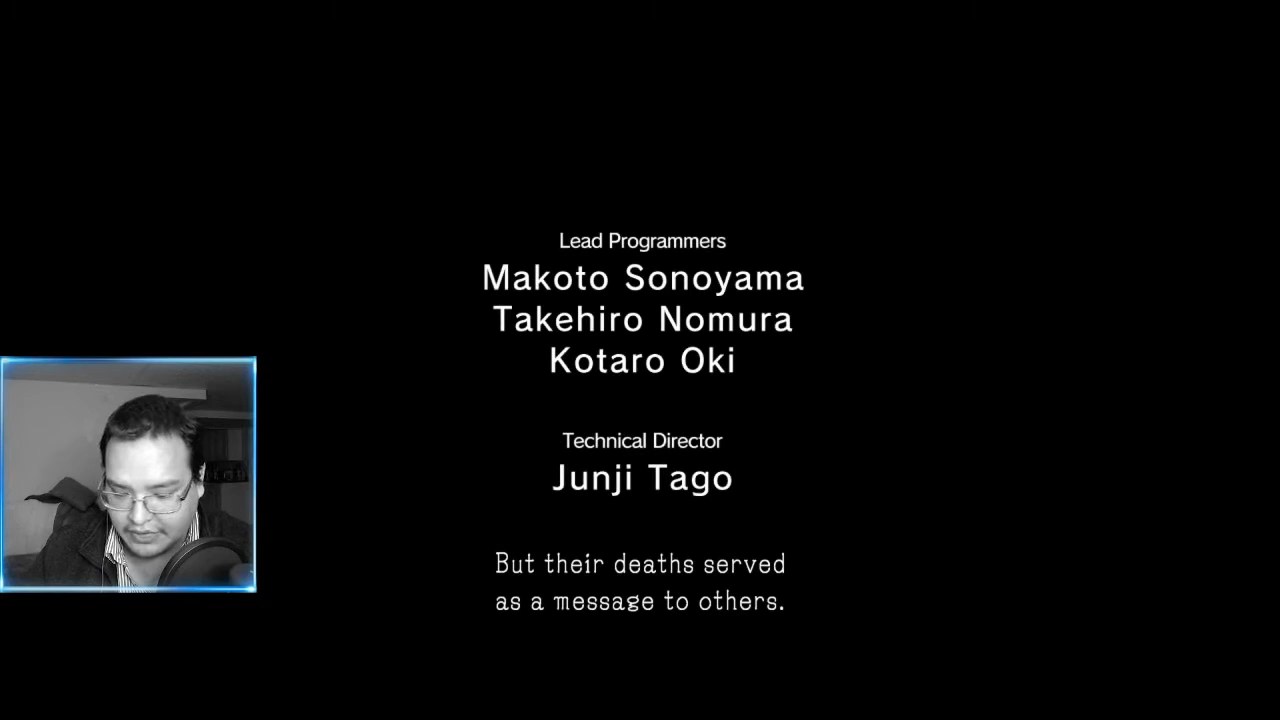 Lead Programmers
Makoto Sonoyama
Takehiro Nomura
Kotaro Oki
Technical Director
Junji Tago
But their deaths served
as a message to others.